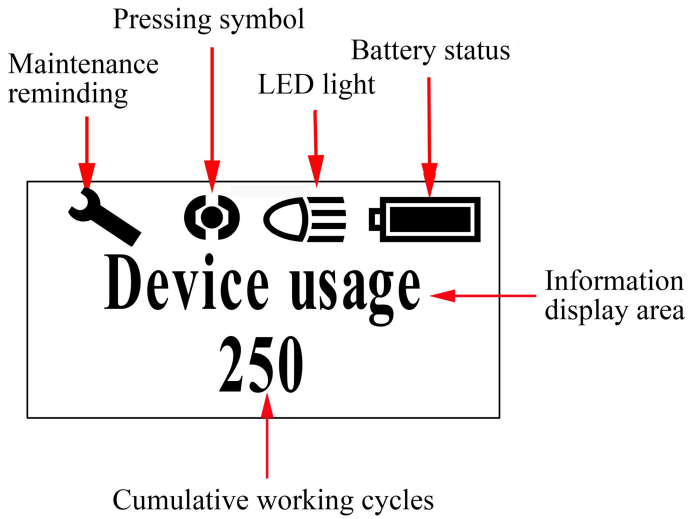 Pressing symbol
Battery status
Maintenance
reminding
LED light
Device usage
250
Information
display area
Cumulative working cycles